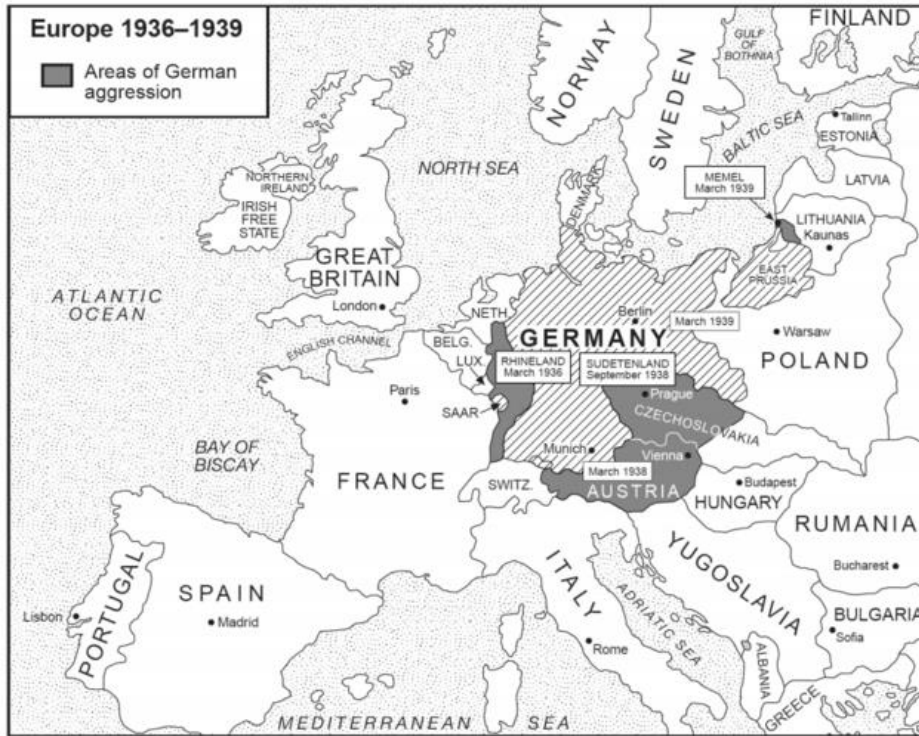 Europe 1936–1939
Areas of German
aggression
FINLAND
GULF
OF
BOTHNIA
NORWAY
SWEDEN
BALTIC SEA
Tallinn
ESTONIA
NORTH SEA
MEMEL
March 1939
LATVIA
NORTHERN
IRELAND
IRISH
FREE
STATE
DENMARK
LITHUANIA
Kaunas
EAST
PRUSSIA
GREAT
BRITAIN
London
ATLANTIC
OCEAN
NETH.
Berlin
March 1939
Warsaw
ENGLISH CHANNEL
BELG.
GERMANY
POLAND
LUX.
RHINELAND
March 1936
SUDETENLAND
September 1938
Paris
SAAR
Prague
CZECHOSLOVAKIA
BAY OF
BISCAY
Munich
Vienna
March 1938
FRANCE
SWITZ.
AUSTRIA
Budapest
HUNGARY
RUMANIA
Bucharest
YUGOSLAVIA
ITALY
ADRIATIC SEA
PORTUGAL
SPAIN
Lisbon
Madrid
Rome
BULGARIA
Sofia
ALBANIA
GREECE
MEDITERRANEAN SEA